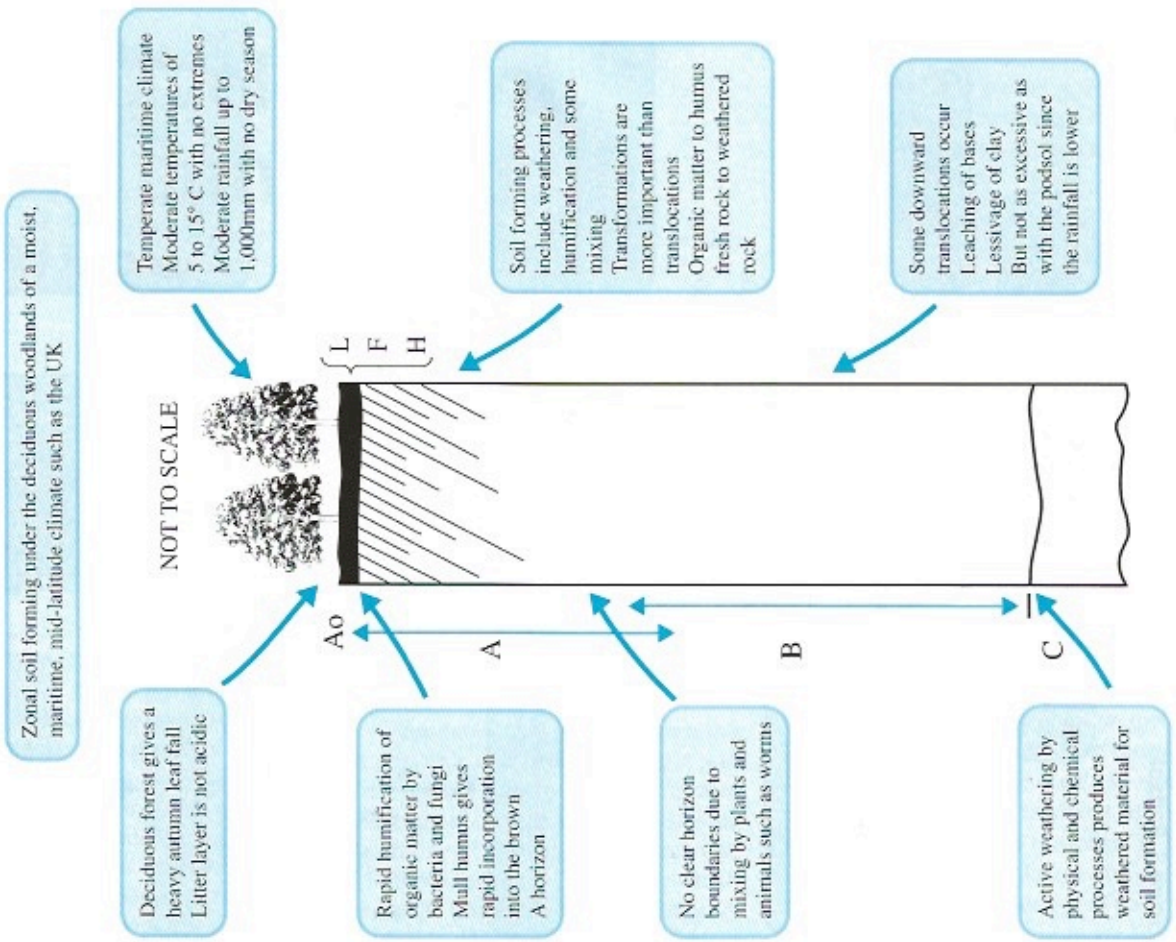 Zonal soil forming under the deciduous woodlands of a moist,
maritime, mid-latitude climate such as the UK
NOT TO SCALE
Deciduous forest gives a
heavy autumn leaf fall
Litter layer is not acidic
Temperate maritime climate
Moderate temperatures of
5 to 15° C with no extremes
Moderate rainfall up to
1,000mm with no dry season
Ao
L
F
H
Rapid humification of
organic matter by
bacteria and fungi
Mull humus gives
rapid incorporation
into the brown
A horizon
A
Soil forming processes
include weathering,
humification and some
mixing
Transformations are
more important than
translocations
Organic matter to humus
fresh rock to weathered
rock
No clear horizon
boundaries due to
mixing by plants and
animals such as worms
B
Some downward
translocations occur
Leaching of bases
Lessivage of clay
But not as excessive as
with the podsol since
the rainfall is lower
C
Active weathering by
physical and chemical
processes produces
weathered material for
soil formation